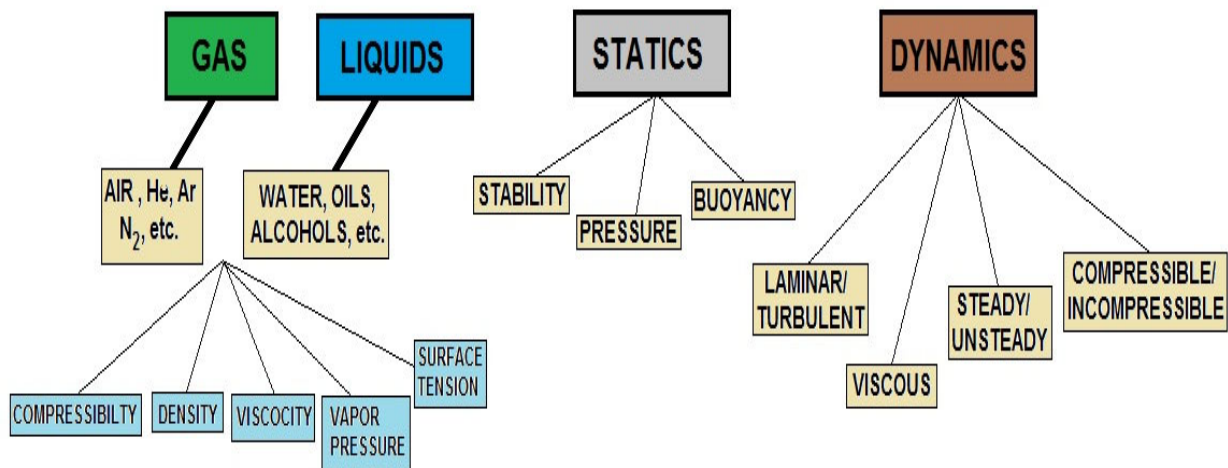 GAS
LIQUIDS
STATICS
DYNAMICS
AIR , He, Ar
N₂, etc.
WATER, OILS,
ALCOHOLS, etc.
STABILITY
PRESSURE
BUOYANCY
LAMINAR/
TURBULENT
VISCOUS
STEADY/
UNSTEADY
COMPRESSIBLE/
INCOMPRESSIBLE
COMPRESSIBILTY
DENSITY
VISCOCITY
VAPOR
PRESSURE
SURFACE
TENSION